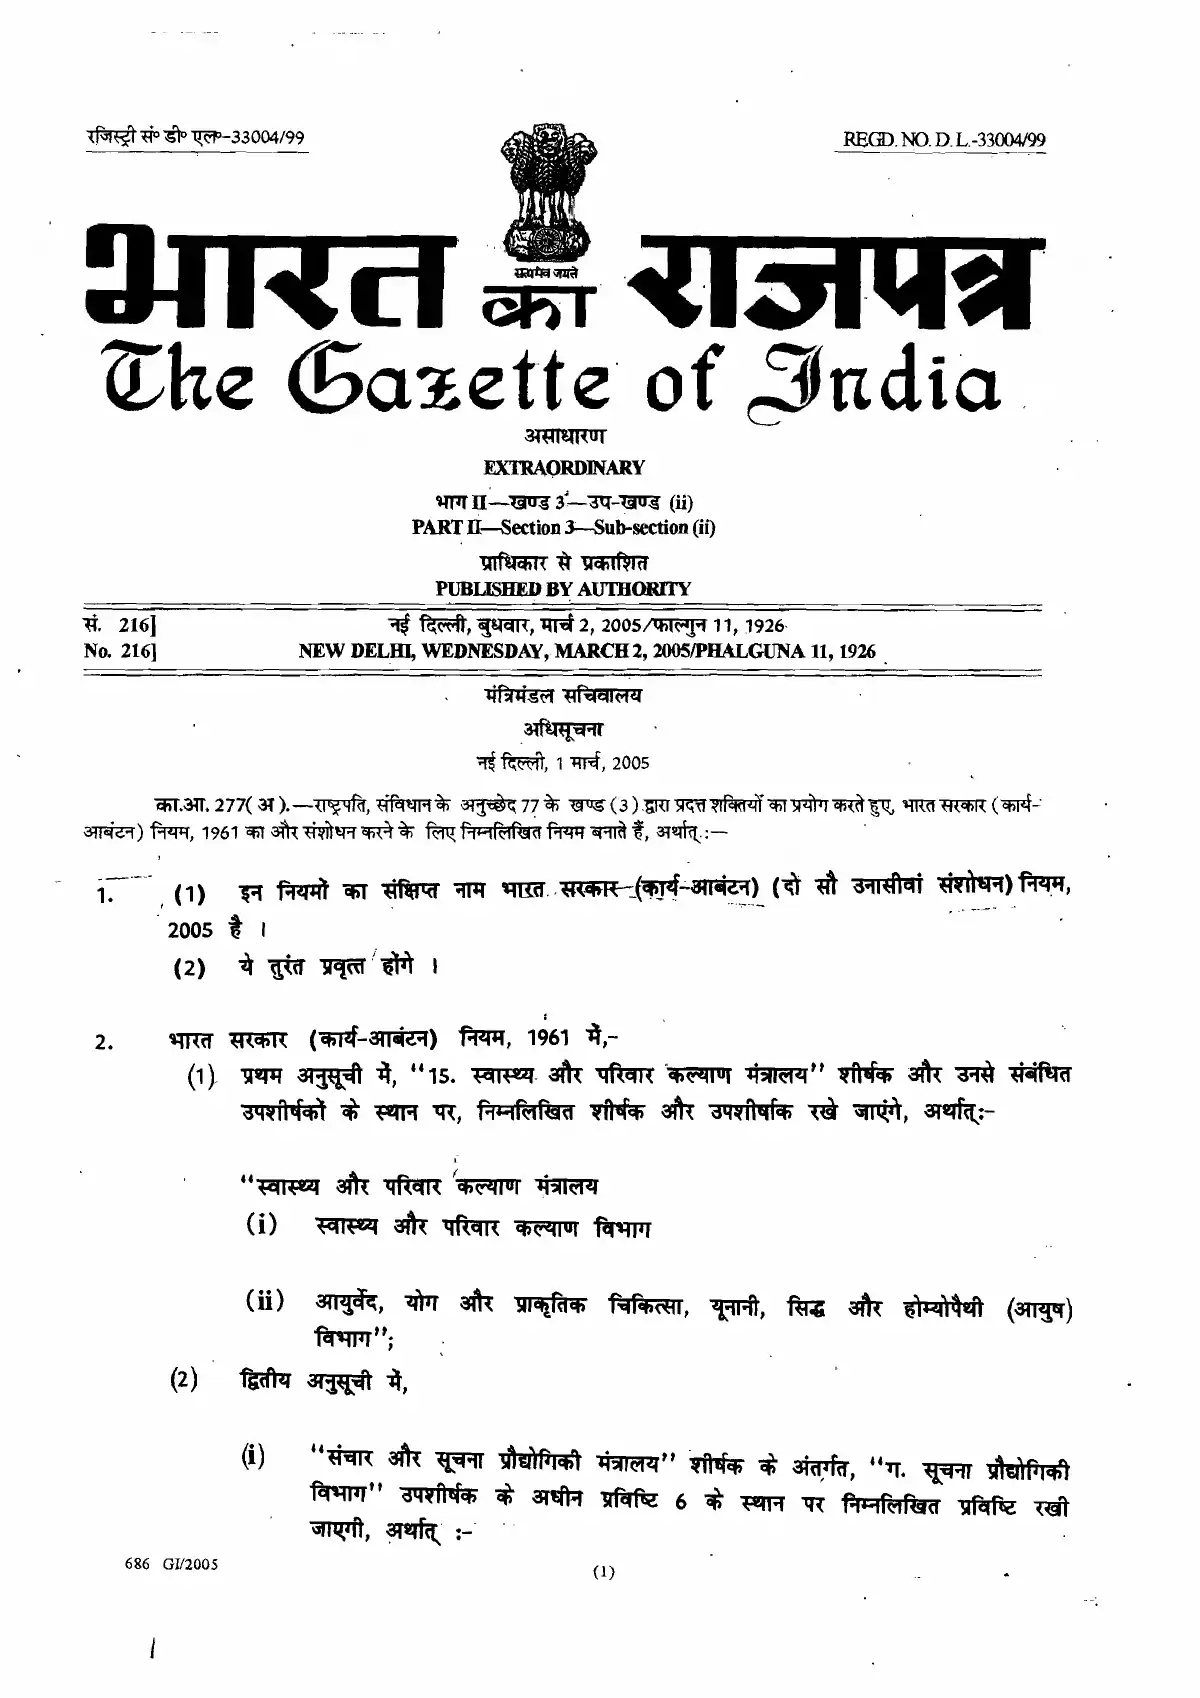 रजिस्ट्री सं० डी० एल०-33004/99
REGD. NO. D. L.-33004/99
सत्यमेव जयते
भारत का राजपत्र
The Gazette of India
असाधारण
EXTRAORDINARY
भाग II—खण्ड 3—उप-खण्ड (ii)
PART II—Section 3—Sub-section (ii)
प्राधिकार से प्रकाशित
PUBLISHED BY AUTHORITY
सं. 216] नई दिल्ली, बुधवार, मार्च 2, 2005/फाल्गुन 11, 1926
No. 216] NEW DELHI, WEDNESDAY, MARCH 2, 2005/PHALGUNA 11, 1926
मंत्रिमंडल सचिवालय
अधिसूचना
नई दिल्ली, 1 मार्च, 2005
का.आ. 277( अ ).—राष्ट्रपति, संविधान के अनुच्छेद 77 के खण्ड (3) द्वारा प्रदत्त शक्तियों का प्रयोग करते हुए, भारत सरकार (कार्य-
आबंटन) नियम, 1961 का और संशोधन करने के लिए निम्नलिखित नियम बनाते हैं, अर्थात् :—
1. (1) इन नियमों का संक्षिप्त नाम भारत सरकार (कार्य-आबंटन) (दो सौ उनासीवां संशोधन) नियम,
2005 है ।
(2) ये तुरंत प्रवृत्त होंगे ।
2. भारत सरकार (कार्य-आबंटन) नियम, 1961 में,-
(1) प्रथम अनुसूची में, "15. स्वास्थ्य और परिवार कल्याण मंत्रालय" शीर्षक और उनसे संबंधित
उपशीर्षकों के स्थान पर, निम्नलिखित शीर्षक और उपशीर्षाक रखे जाएंगे, अर्थात्:-
"स्वास्थ्य और परिवार कल्याण मंत्रालय
(i) स्वास्थ्य और परिवार कल्याण विभाग
(ii) आयुर्वेद, योग और प्राकृतिक चिकित्सा, यूनानी, सिद्ध और होम्योपैथी (आयुष)
विभाग";
(2) द्वितीय अनुसूची में,
(i) "संचार और सूचना प्रौद्योगिकी मंत्रालय" शीर्षक के अंतर्गत, "ग. सूचना प्रौद्योगिकी
विभाग" उपशीर्षक के अधीन प्रविष्टि 6 के स्थान पर निम्नलिखित प्रविष्टि रखी
जाएगी, अर्थात् :-
686 GI/2005
(1)